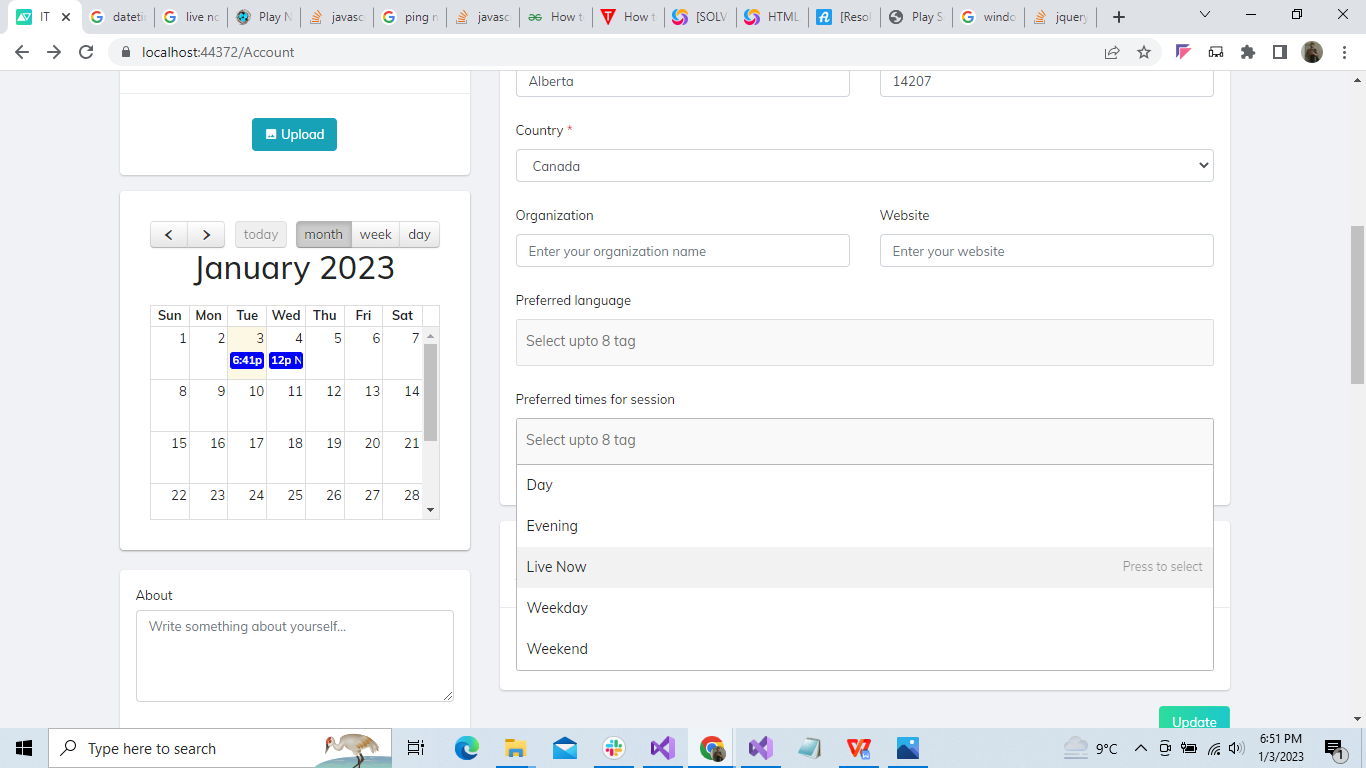 IT
datetin
live no
Play N
javasc
ping n
javasc
How to
How t
[SOLV
HTML
[Resol
Play S
windo
jquery
localhost:44372/Account
Alberta
14207
Upload
Country *
Canada
Organization
Website
Enter your organization name
Enter your website
today
month
week
day
January 2023
Sun Mon Tue Wed Thu Fri Sat
1 2 3 4 5 6 7
6:41p
12p N
8 9 10 11 12 13 14
15 16 17 18 19 20 21
22 23 24 25 26 27 28
Preferred language
Select upto 8 tag
Preferred times for session
Select upto 8 tag
Day
Evening
Live Now
Press to select
Weekday
Weekend
About
Write something about yourself...
Update
Type here to search
9°C
6:51 PM
1/3/2023
1